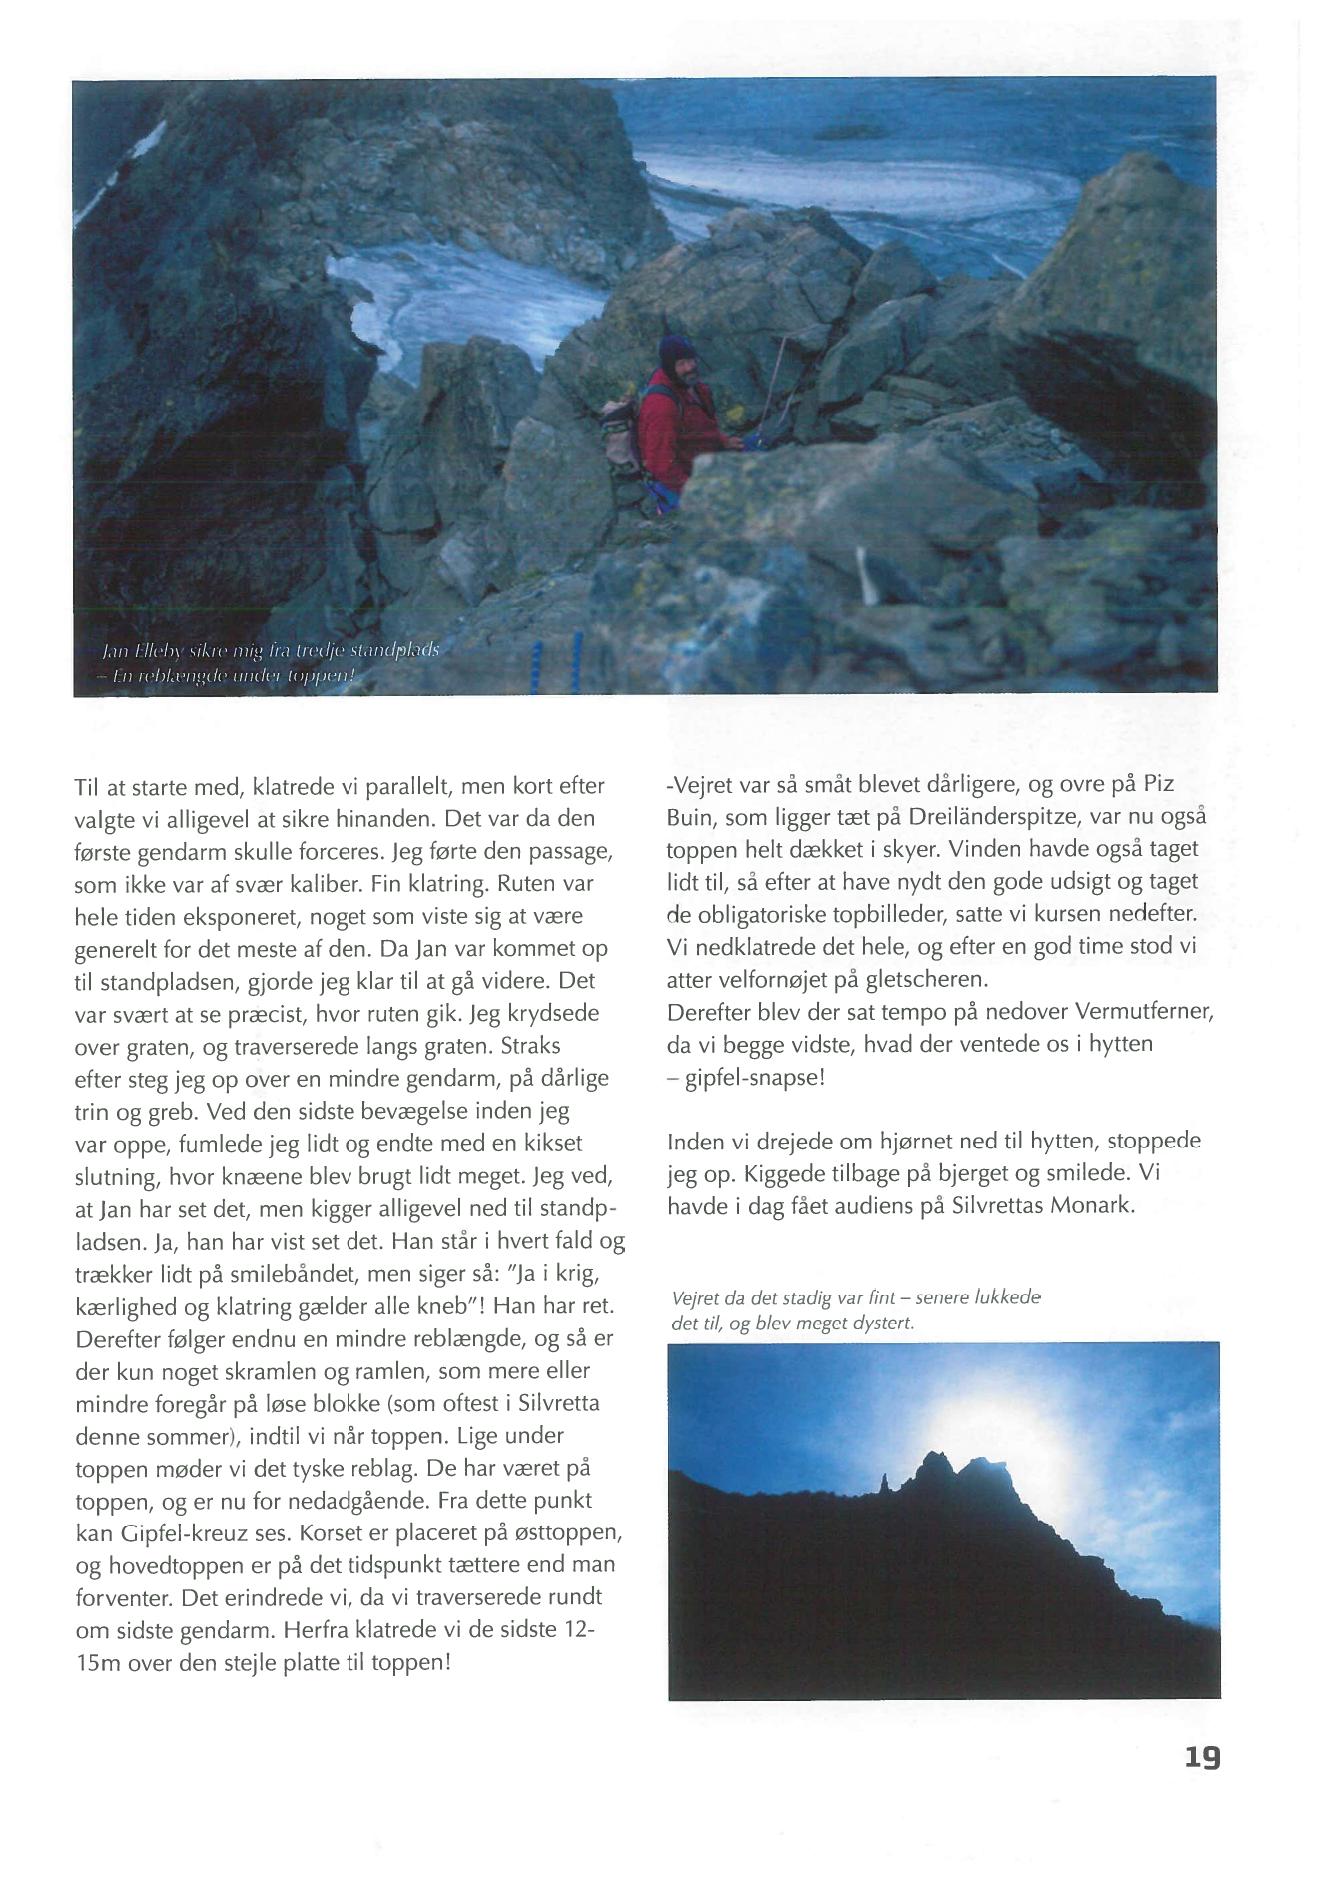 Jan Elleby sikre mig fra tredje standplads
– En reblængde under toppen!
Til at starte med, klatrede vi parallelt, men kort efter
valgte vi alligevel at sikre hinanden. Det var da den
første gendarm skulle forceres. Jeg førte den passage,
som ikke var af svær kaliber. Fin klatring. Ruten var
hele tiden eksponeret, noget som viste sig at være
generelt for det meste af den. Da Jan var kommet op
til standpladsen, gjorde jeg klar til at gå videre. Det
var svært at se præcist, hvor ruten gik. Jeg krydsede
over graten, og traverserede langs graten. Straks
efter steg jeg op over en mindre gendarm, på dårlige
trin og greb. Ved den sidste bevægelse inden jeg
var oppe, fumlede jeg lidt og endte med en kikset
slutning, hvor knæene blev brugt lidt meget. Jeg ved,
at Jan har set det, men kigger alligevel ned til standp-
ladsen. Ja, han har vist set det. Han står i hvert fald og
trækker lidt på smilebåndet, men siger så: "Ja i krig,
kærlighed og klatring gælder alle kneb"! Han har ret.
Derefter følger endnu en mindre reblængde, og så er
der kun noget skramlen og ramlen, som mere eller
mindre foregår på løse blokke (som oftest i Silvretta
denne sommer), indtil vi når toppen. Lige under
toppen møder vi det tyske reblag. De har været på
toppen, og er nu for nedadgående. Fra dette punkt
kan Gipfel-kreuz ses. Korset er placeret på østtoppen,
og hovedtoppen er på det tidspunkt tættere end man
forventer. Det erindrede vi, da vi traverserede rundt
om sidste gendarm. Herfra klatrede vi de sidste 12-
15m over den stejle platte til toppen!
-Vejret var så småt blevet dårligere, og ovre på Piz
Buin, som ligger tæt på Dreiländerspitze, var nu også
toppen helt dækket i skyer. Vinden havde også taget
lidt til, så efter at have nydt den gode udsigt og taget
de obligatoriske topbilleder, satte vi kursen nedefter.
Vi nedklatrede det hele, og efter en god time stod vi
atter velfornøjet på gletscheren.
Derefter blev der sat tempo på nedover Vermutferner,
da vi begge vidste, hvad der ventede os i hytten
– gipfel-snapse!
Inden vi drejede om hjørnet ned til hytten, stoppede
jeg op. Kiggede tilbage på bjerget og smilede. Vi
havde i dag fået audiens på Silvrettas Monark.
Vejret da det stadig var fint – senere lukkede
det til, og blev meget dystert.
19